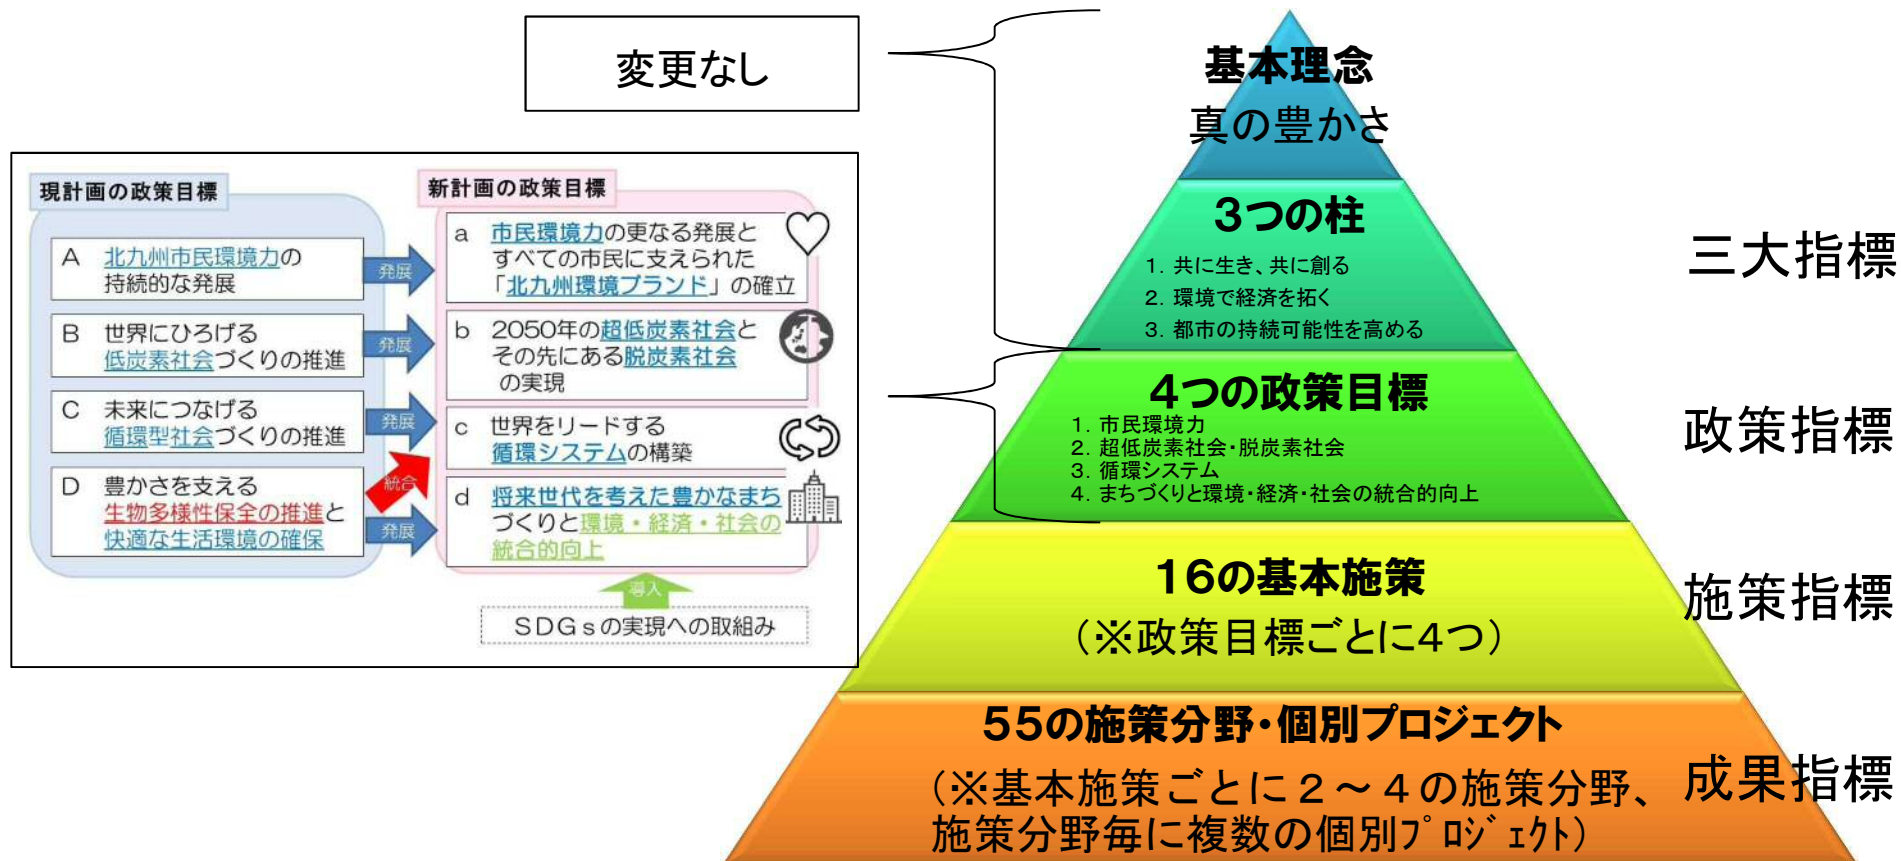 変更なし
現計画の政策目標
A 北九州市民環境力の
持続的な発展
B 世界にひろげる
低炭素社会づくりの推進
C 未来につなげる
循環型社会づくりの推進
D 豊かさを支える
生物多様性保全の推進と
快適な生活環境の確保
発展
発展
発展
統合
発展
新計画の政策目標
a 市民環境力の更なる発展と
すべての市民に支えられた
「北九州環境ブランド」の確立
b 2050年の超低炭素社会と
その先にある脱炭素社会
の実現
c 世界をリードする
循環システムの構築
d 将来世代を考えた豊かなまち
づくりと環境・経済・社会の
統合的向上
導入
SDGsの実現への取組み
基本理念
真の豊かさ
3つの柱
1. 共に生き、共に創る
2. 環境で経済を拓く
3. 都市の持続可能性を高める
4つの政策目標
1. 市民環境力
2. 超低炭素社会・脱炭素社会
3. 循環システム
4. まちづくりと環境・経済・社会の統合的向上
16の基本施策
(※政策目標ごとに4つ)
55の施策分野・個別プロジェクト
(※基本施策ごとに2~4の施策分野、
施策分野毎に複数の個別プロジェクト)
三大指標
政策指標
施策指標
成果指標